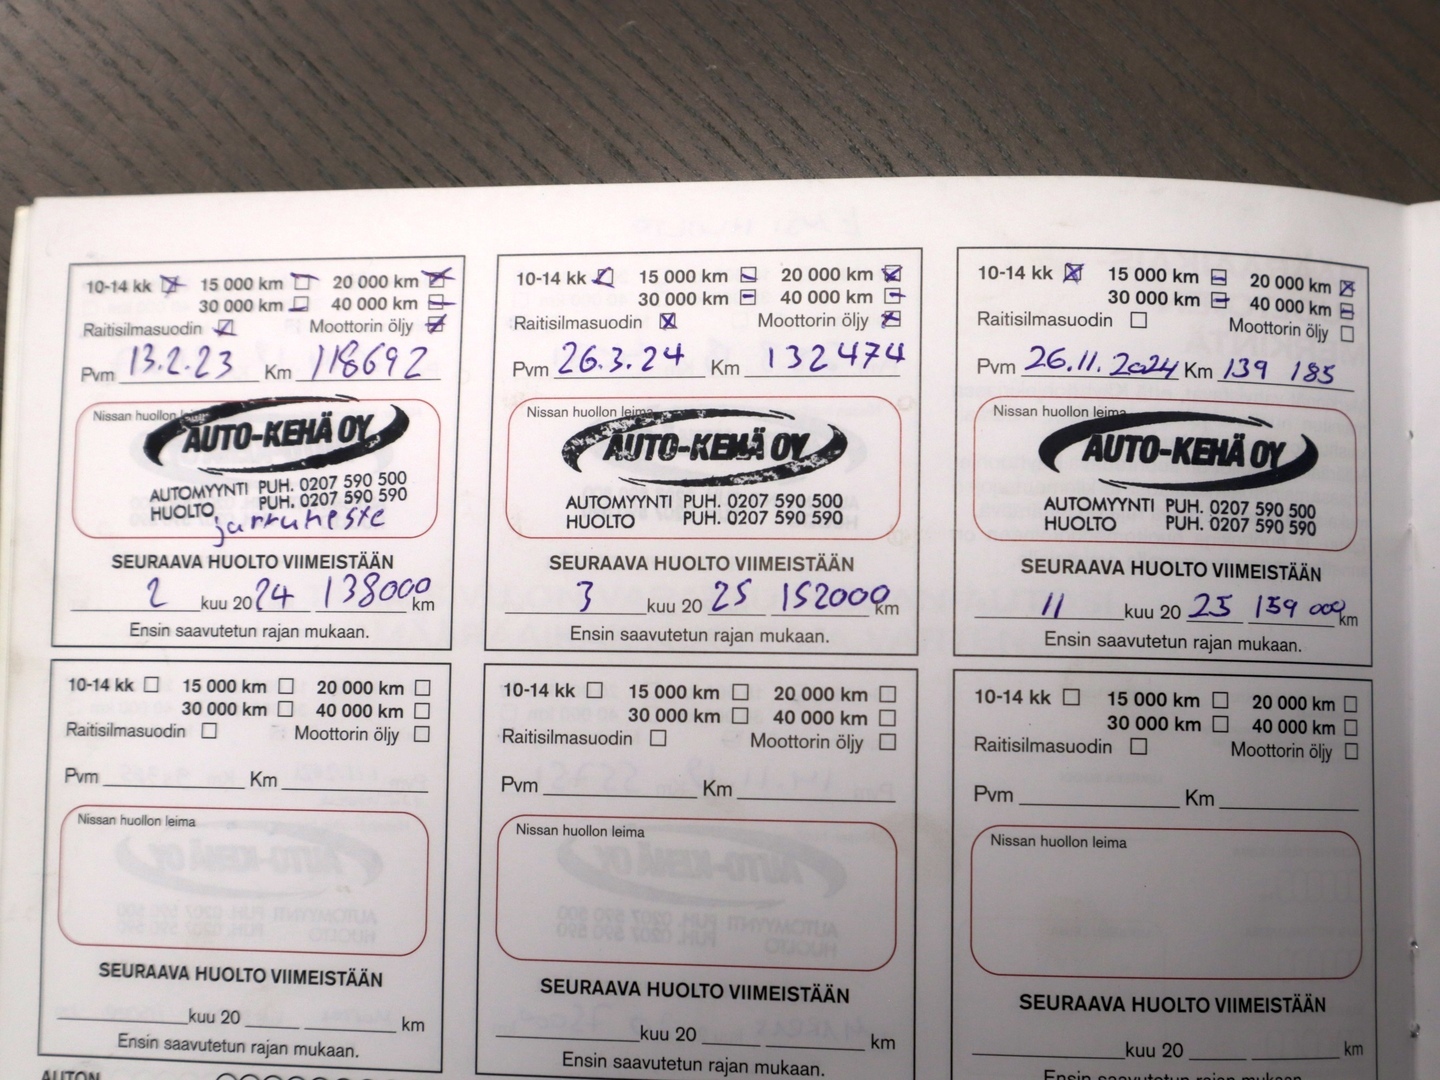 10-14 kk 15 000 km 20 000 km
30 000 km 40 000 km
Raitisilmasuodin Moottorin öljy
Pvm 13.2.23 Km 118692
Nissan huollon leima
AUTO-KEHÄ OY
AUTOMYYNTI PUH. 0207 590 500
HUOLTO PUH. 0207 590 590
jarruneste
SEURAAVA HUOLTO VIIMEISTÄÄN
2 kuu 2024 138000 km
Ensin saavutetun rajan mukaan.
10-14 kk 15 000 km 20 000 km
30 000 km 40 000 km
Raitisilmasuodin Moottorin öljy
Pvm 26.3.24 Km 132474
Nissan huollon leima
AUTO-KEHÄ OY
AUTOMYYNTI PUH. 0207 590 500
HUOLTO PUH. 0207 590 590
SEURAAVA HUOLTO VIIMEISTÄÄN
3 kuu 2025 152000 km
Ensin saavutetun rajan mukaan.
10-14 kk 15 000 km 20 000 km
30 000 km 40 000 km
Raitisilmasuodin Moottorin öljy
Pvm 26.11.2024 Km 139 185
Nissan huollon leima
AUTO-KEHÄ OY
AUTOMYYNTI PUH. 0207 590 500
HUOLTO PUH. 0207 590 590
SEURAAVA HUOLTO VIIMEISTÄÄN
11 kuu 20 25 159 000 km
Ensin saavutetun rajan mukaan.
10-14 kk 15 000 km 20 000 km
30 000 km 40 000 km
Raitisilmasuodin Moottorin öljy
Pvm Km
Nissan huollon leima
SEURAAVA HUOLTO VIIMEISTÄÄN
kuu 20 km
Ensin saavutetun rajan mukaan.
10-14 kk 15 000 km 20 000 km
30 000 km 40 000 km
Raitisilmasuodin Moottorin öljy
Pvm Km
Nissan huollon leima
SEURAAVA HUOLTO VIIMEISTÄÄN
kuu 20 km
Ensin saavutetun rajan mukaan.
10-14 kk 15 000 km 20 000 km
30 000 km 40 000 km
Raitisilmasuodin Moottorin öljy
Pvm Km
Nissan huollon leima
SEURAAVA HUOLTO VIIMEISTÄÄN
kuu 20 km
Ensin saavutetun rajan mukaan.
AUTON